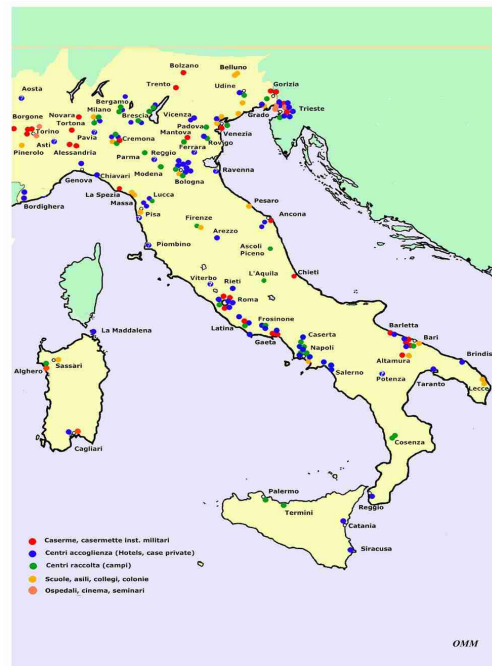 Bolzano
Belluno
Trento
Udine
Gorizia
Aosta
Bergamo
Milano
Brescia
Vicenza
Padova
Grado
Trieste
Borgone
Novara
Tortona
Torino
Pavia
Cremona
Mantova
Venezia
Ferrara
Rovigo
Asti
Pinerolo
Alessandria
Parma
Reggio
Modena
Bologna
Ravenna
Genova
Chiavari
Bordighera
La Spezia
Massa
Lucca
Pisa
Pesaro
Firenze
Ancona
Arezzo
Piombino
Ascoli
Piceno
L'Aquila
Chieti
Viterbo
Rieti
Roma
Latina
Frosinone
Gaeta
Caserta
Napoli
Salerno
Barletta
Bari
Altamura
Potenza
Taranto
Brindisi
Lecce
La Maddalena
Alghero
Sassari
Cagliari
Cosenza
Palermo
Termini
Reggio
Catania
Siracusa
Caserme, casermette inst. militari
Centri accoglienza (Hotels, case private)
Centri raccolta (campi)
Scuole, asili, collegi, colonie
Ospedali, cinema, seminari
OMM